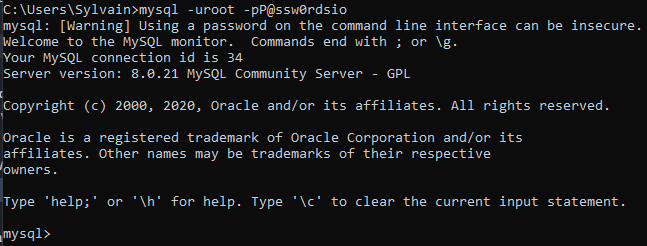 C:\Users\Sylvain>mysql -uroot -pP@ssw0rdsio
mysql: [Warning] Using a password on the command line interface can be insecure.
Welcome to the MySQL monitor.  Commands end with ; or \g.
Your MySQL connection id is 34
Server version: 8.0.21 MySQL Community Server - GPL

Copyright (c) 2000, 2020, Oracle and/or its affiliates. All rights reserved.

Oracle is a registered trademark of Oracle Corporation and/or its
affiliates. Other names may be trademarks of their respective
owners.

Type 'help;' or '\h' for help. Type '\c' to clear the current input statement.

mysql>